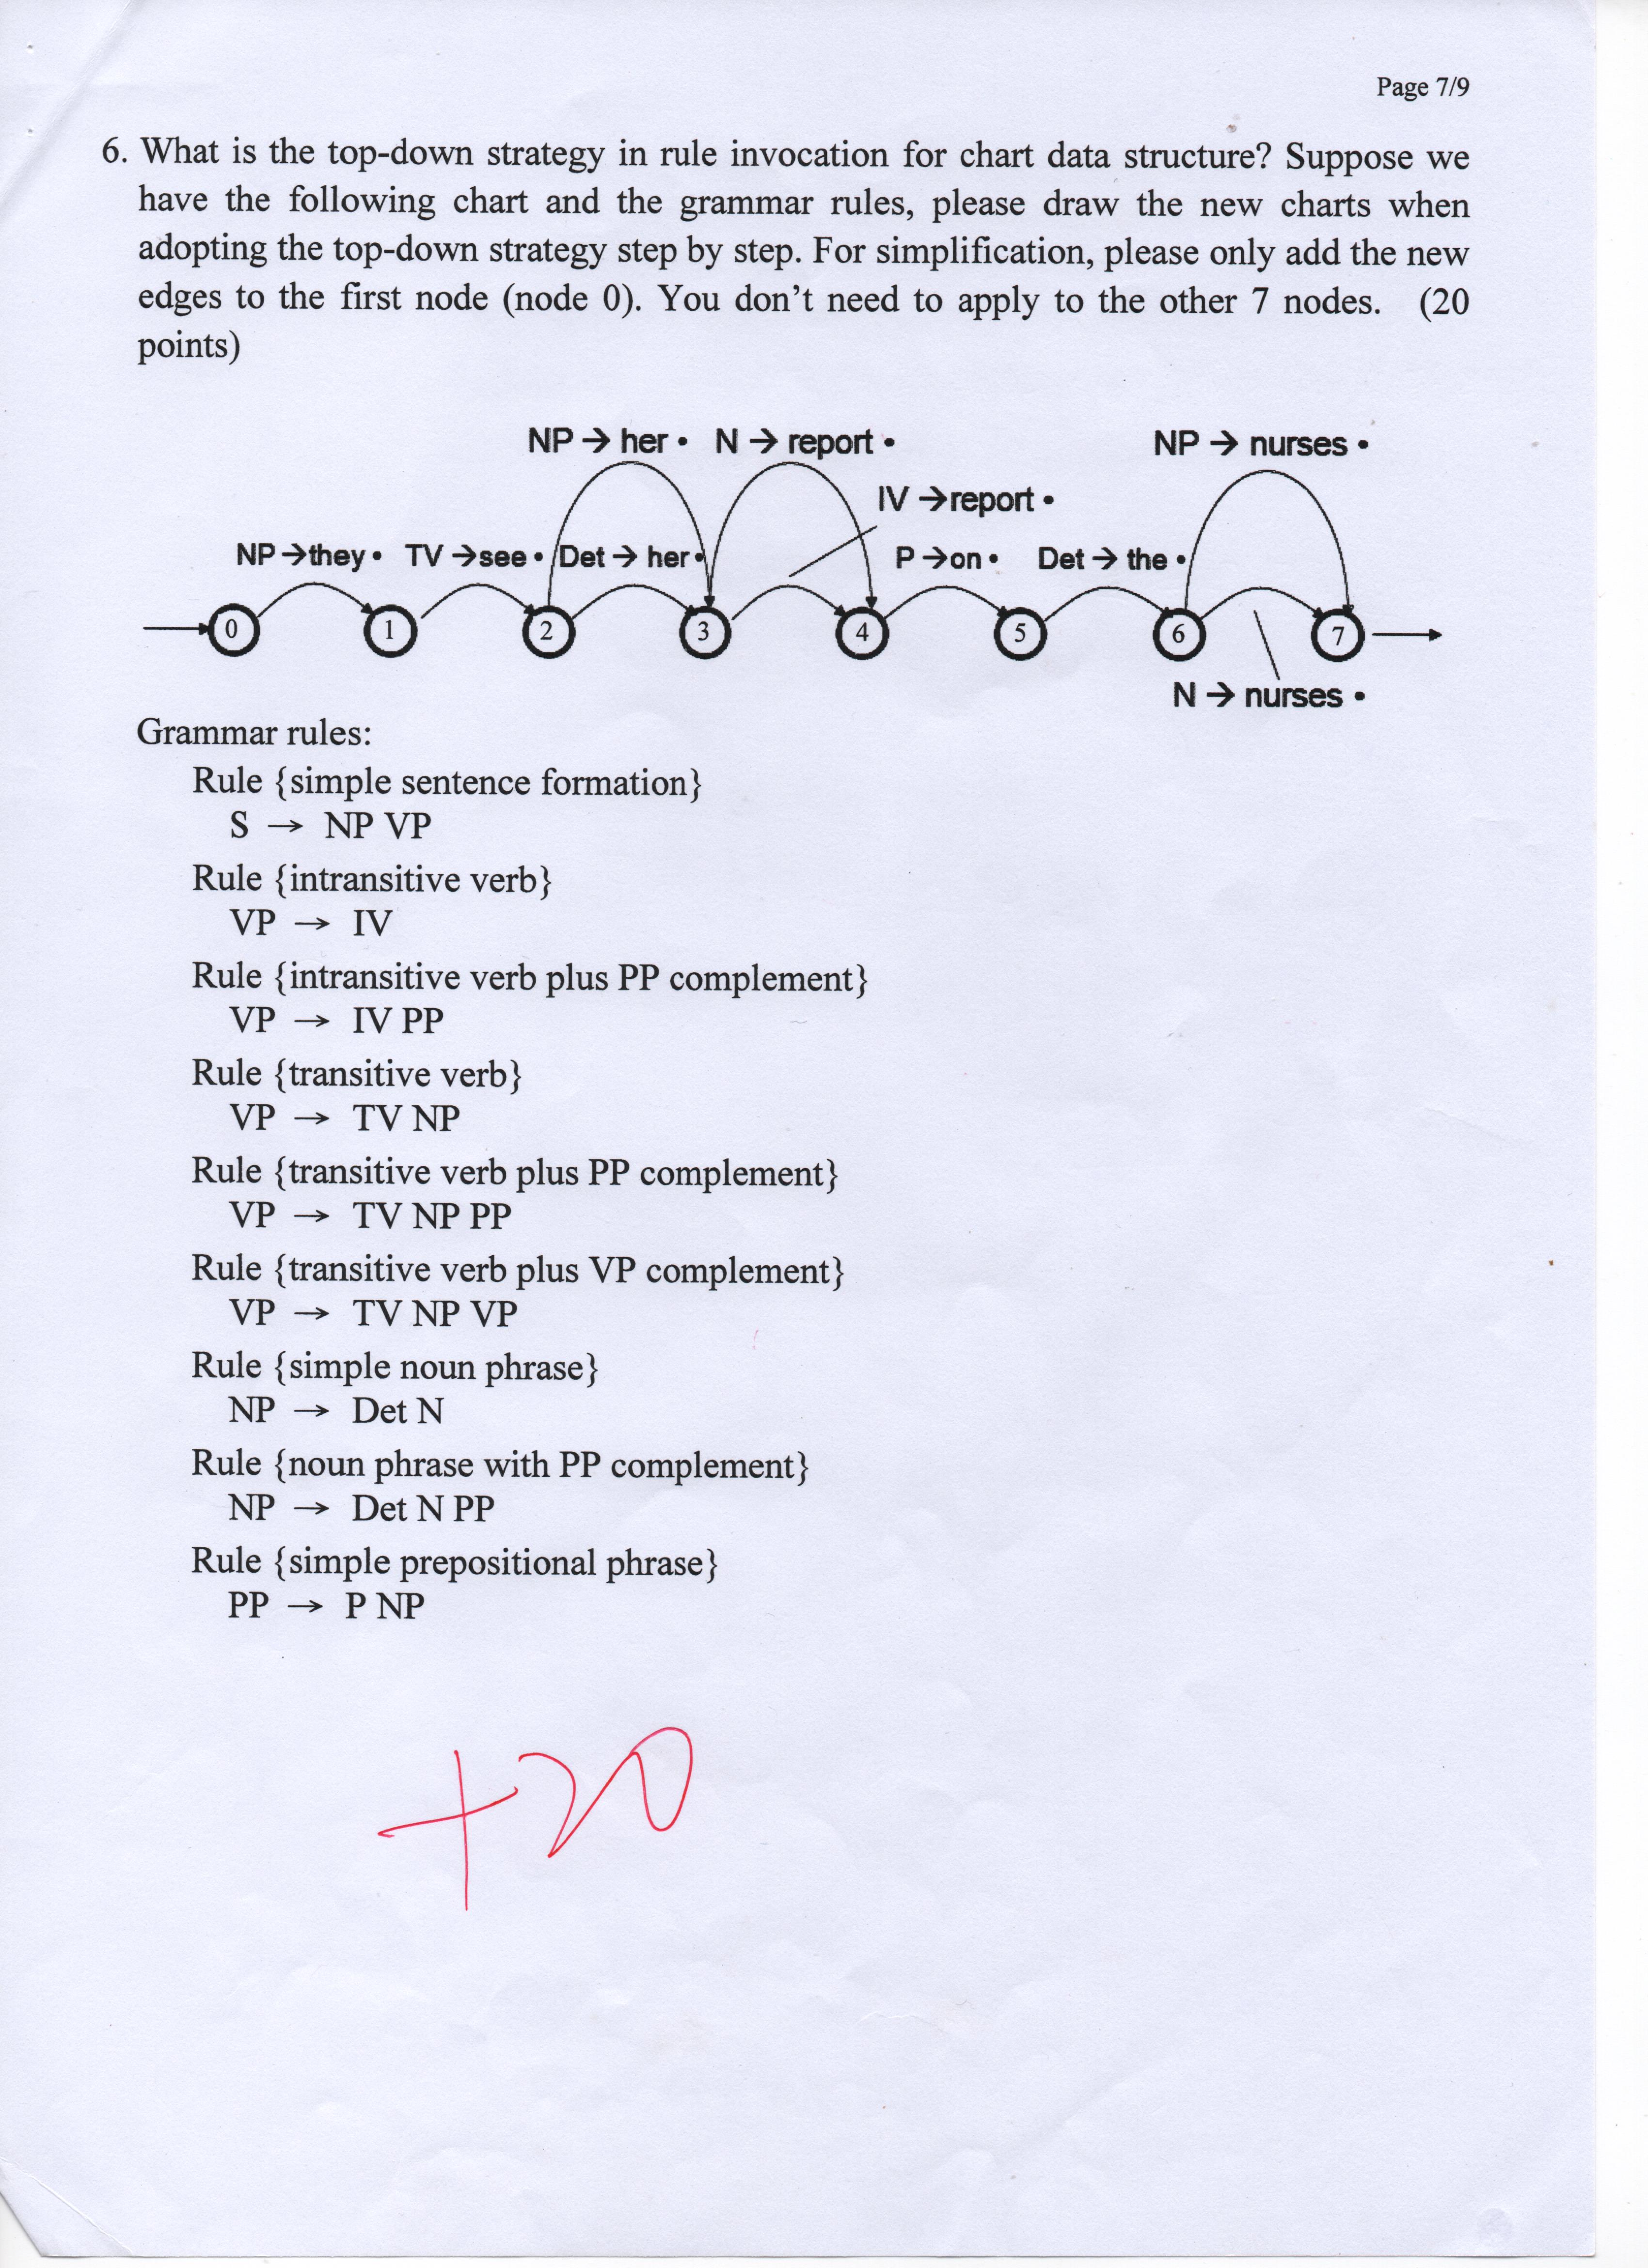 Page 7/9
6. What is the top-down strategy in rule invocation for chart data structure? Suppose we
have the following chart and the grammar rules, please draw the new charts when
adopting the top-down strategy step by step. For simplification, please only add the new
edges to the first node (node 0). You don't need to apply to the other 7 nodes. (20
points)
NP → her • N → report • NP → nurses •
IV →report •
NP →they • TV →see • Det → her • P →on • Det → the •
0 1 2 3 4 5 6 7
N → nurses •
Grammar rules:
Rule {simple sentence formation}
S → NP VP
Rule {intransitive verb}
VP → IV
Rule {intransitive verb plus PP complement}
VP → IV PP
Rule {transitive verb}
VP → TV NP
Rule {transitive verb plus PP complement}
VP → TV NP PP
Rule {transitive verb plus VP complement}
VP → TV NP VP
Rule {simple noun phrase}
NP → Det N
Rule {noun phrase with PP complement}
NP → Det N PP
Rule {simple prepositional phrase}
PP → P NP
+20